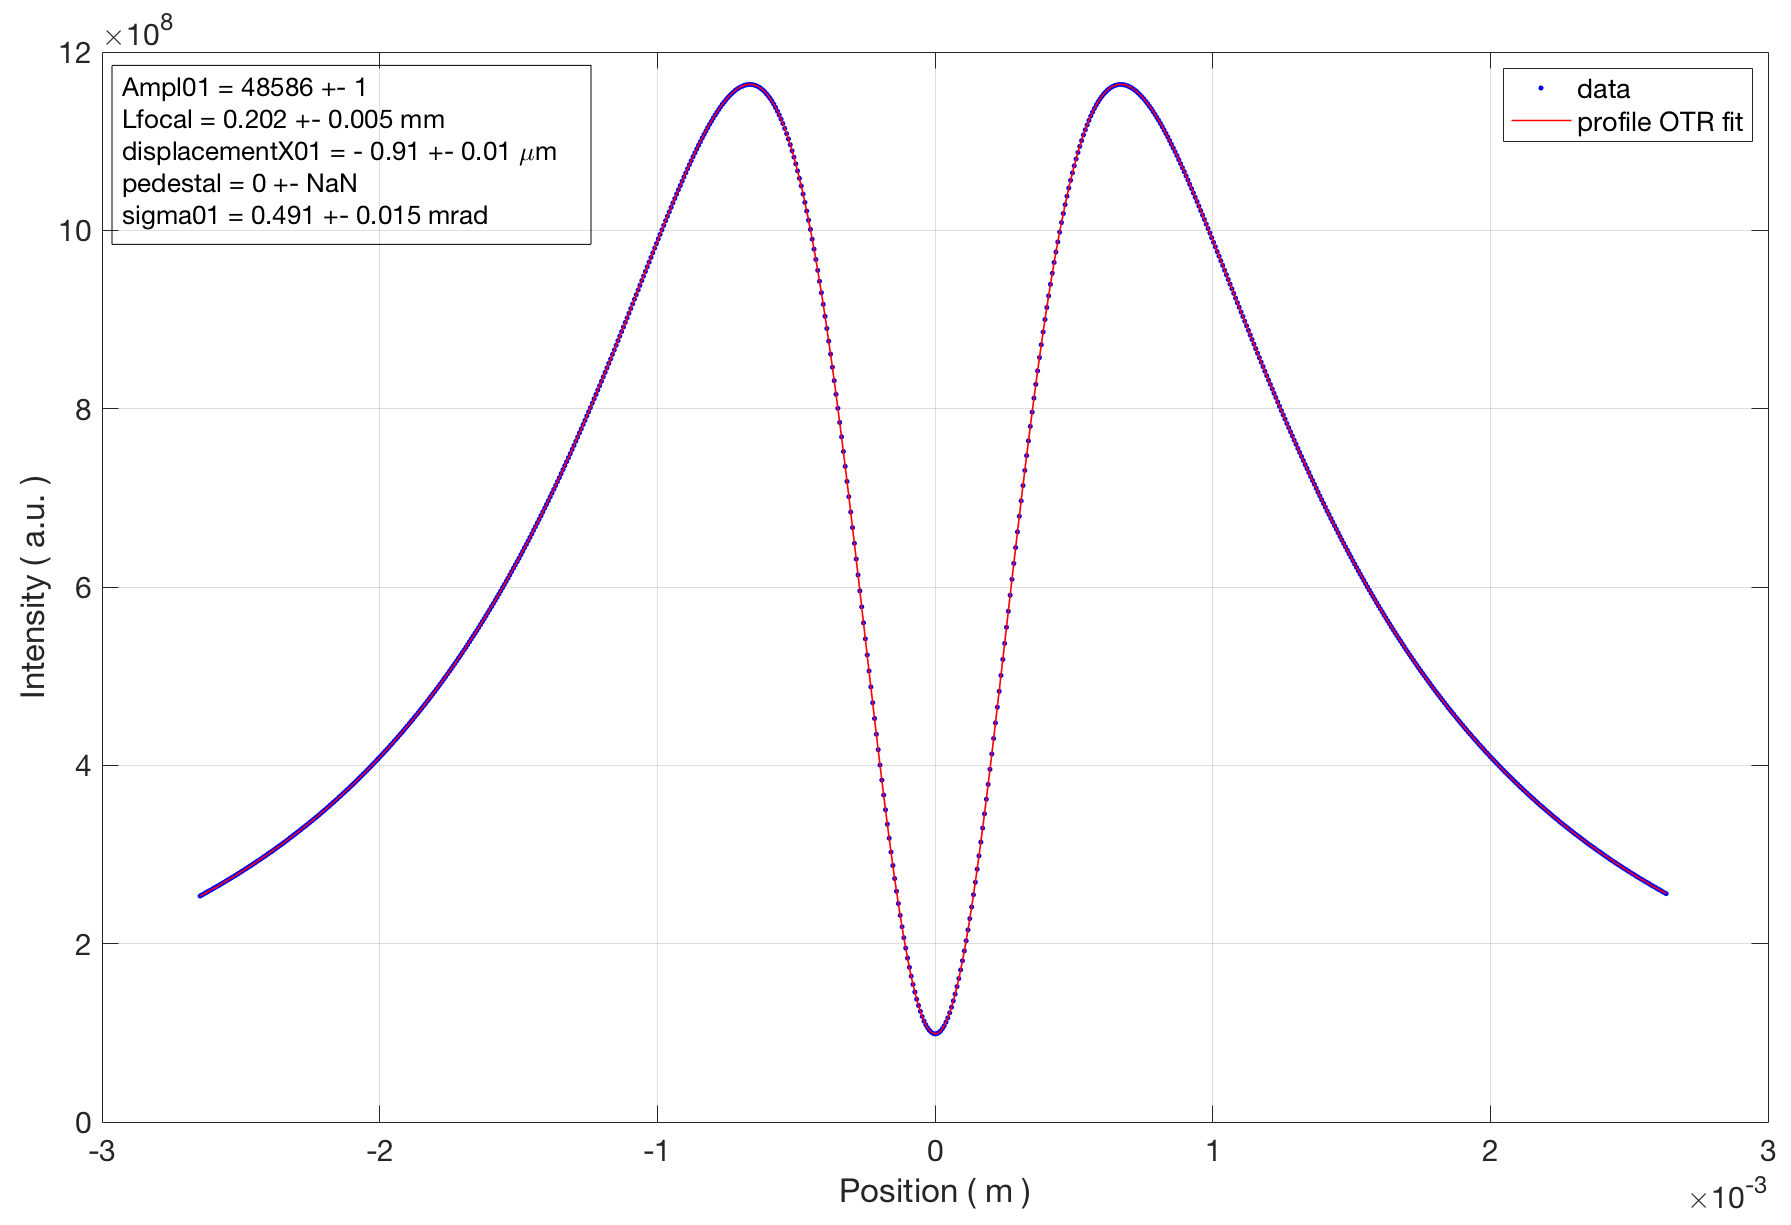 ×10⁸
12
10
8
6
4
2
0
Ampl01 = 48586 +- 1
Lfocal = 0.202 +- 0.005 mm
displacementX01 = - 0.91 +- 0.01 μm
pedestal = 0 +- NaN
sigma01 = 0.491 +- 0.015 mrad
data
profile OTR fit
Intensity ( a.u. )
-3 -2 -1 0 1 2 3
Position ( m )
×10⁻³